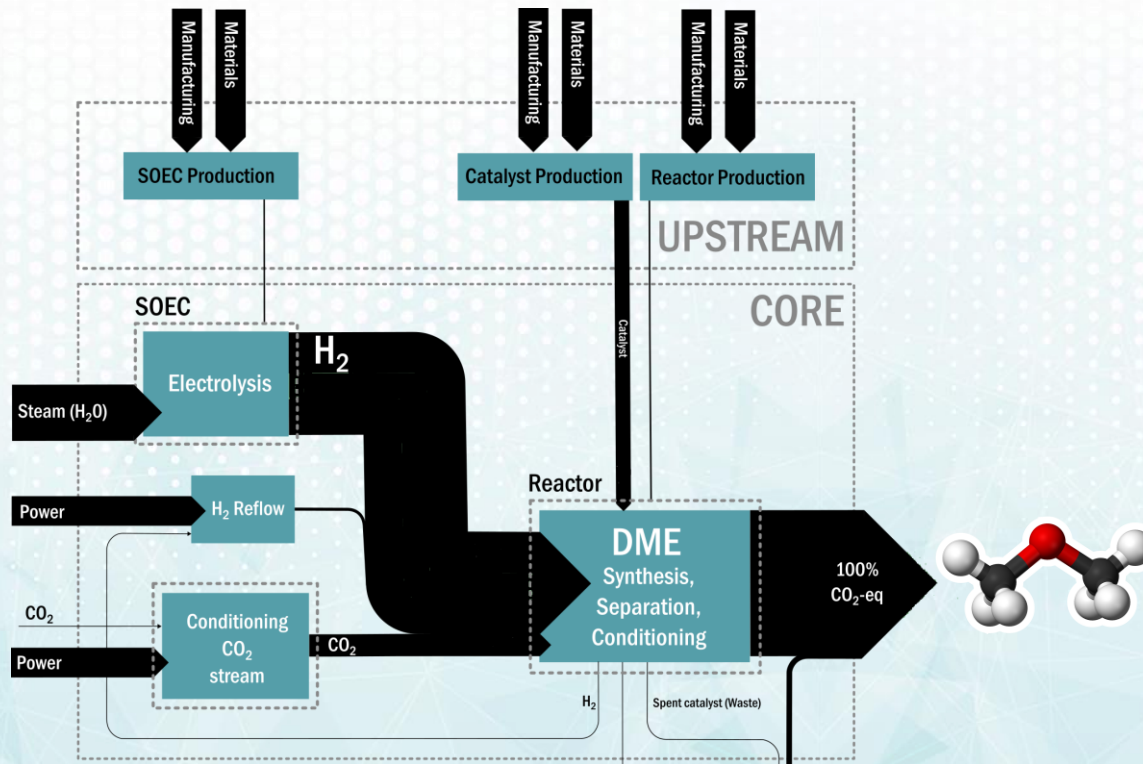 Manufacturing
Materials
Manufacturing
Materials
Manufacturing
Materials
SOEC Production
Catalyst Production
Reactor Production
UPSTREAM
CORE
SOEC
H₂
Catalyst
Electrolysis
Steam (H₂O)
Reactor
Power
H₂ Reflow
DME
Synthesis,
Separation,
Conditioning
100%
CO₂-eq
CO₂
Conditioning
CO₂
stream
CO₂
Power
H₂
Spent catalyst (Waste)